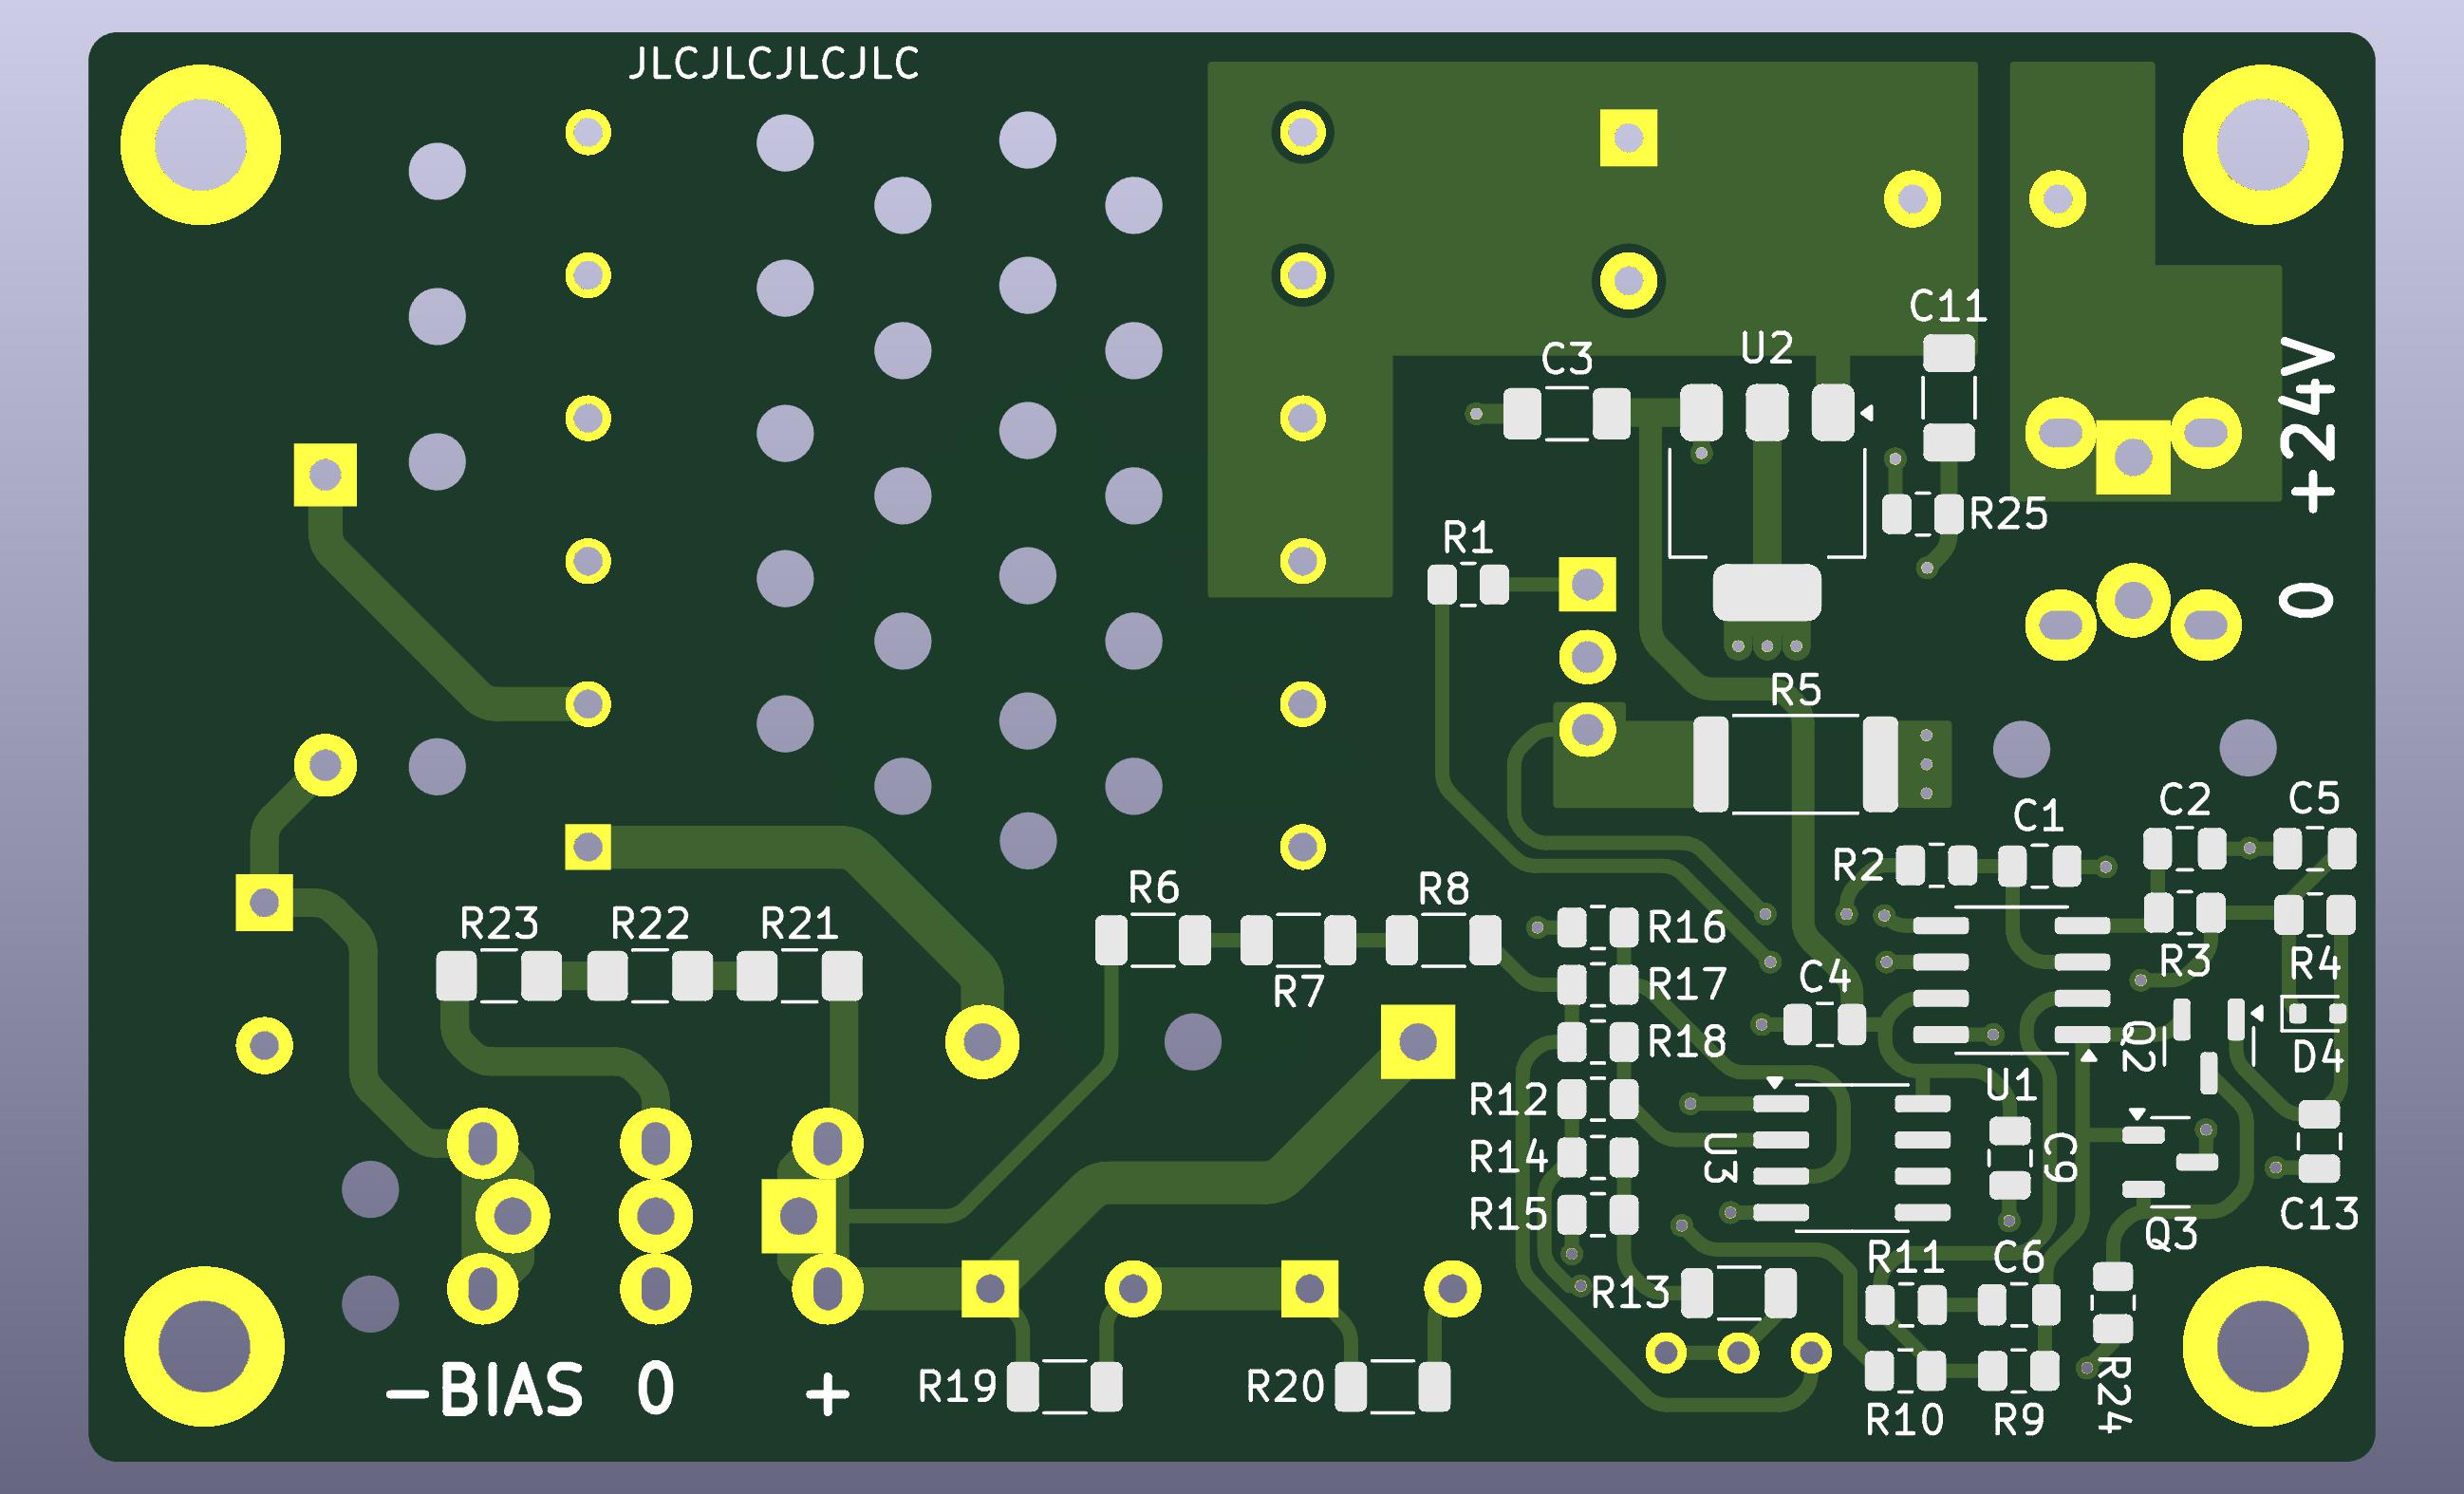 JLCJLCJLCJLC
C11
U2
C3
+24V
R25
R1
0
R5
C2
C5
C1
R2
R6
R8
R23
R22
R21
R16
R3
R4
R7
R17
C4
R18
Q2
D4
U1
R12
U3
R14
C9
R15
C13
Q3
R11
C6
R13
-BIAS
0
+
R19
R20
R24
R10
R9